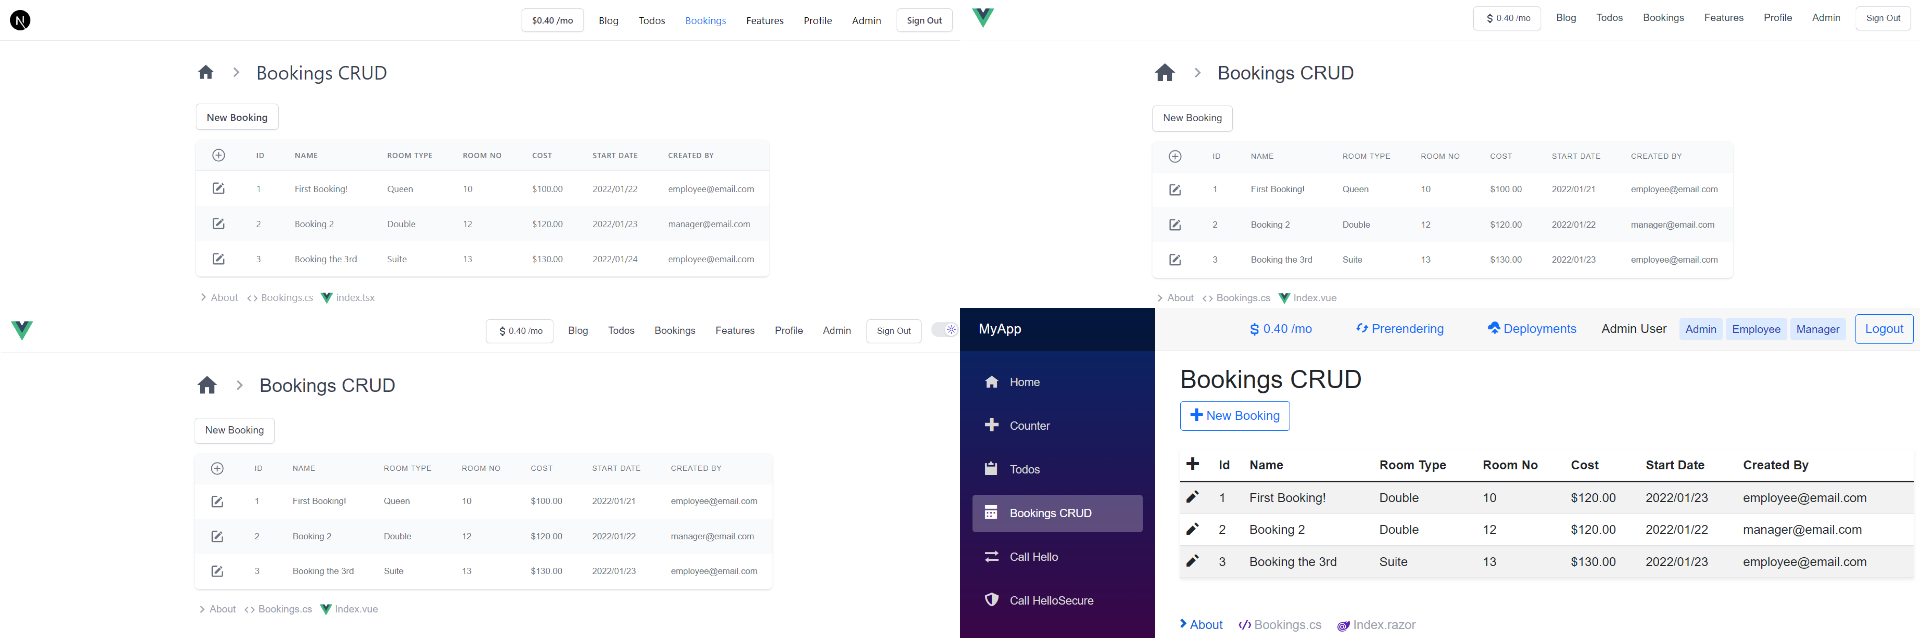 N $0.40 /mo Blog Todos Bookings Features Profile Admin Sign Out
Bookings CRUD
New Booking
ID NAME ROOM TYPE ROOM NO COST START DATE CREATED BY
1 First Booking! Queen 10 $100.00 2022/01/22 employee@email.com
2 Booking 2 Double 12 $120.00 2022/01/23 manager@email.com
3 Booking the 3rd Suite 13 $130.00 2022/01/24 employee@email.com
About Bookings.cs index.tsx
$ 0.40 /mo Blog Todos Bookings Features Profile Admin Sign Out
Bookings CRUD
New Booking
ID NAME ROOM TYPE ROOM NO COST START DATE CREATED BY
1 First Booking! Queen 10 $100.00 2022/01/21 employee@email.com
2 Booking 2 Double 12 $120.00 2022/01/22 manager@email.com
3 Booking the 3rd Suite 13 $130.00 2022/01/23 employee@email.com
About Bookings.cs Index.vue
$ 0.40 /mo Blog Todos Bookings Features Profile Admin Sign Out
Bookings CRUD
New Booking
ID NAME ROOM TYPE ROOM NO COST START DATE CREATED BY
1 First Booking! Queen 10 $100.00 2022/01/21 employee@email.com
2 Booking 2 Double 12 $120.00 2022/01/22 manager@email.com
3 Booking the 3rd Suite 13 $130.00 2022/01/23 employee@email.com
About Bookings.cs Index.vue
MyApp
Home
Counter
Todos
Bookings CRUD
Call Hello
Call HelloSecure
$ 0.40 /mo Prerendering Deployments Admin User Admin Employee Manager Logout
Bookings CRUD
New Booking
Id Name Room Type Room No Cost Start Date Created By
1 First Booking! Double 10 $120.00 2022/01/23 employee@email.com
2 Booking 2 Double 12 $120.00 2022/01/22 manager@email.com
3 Booking the 3rd Suite 13 $130.00 2022/01/23 employee@email.com
About Bookings.cs Index.razor